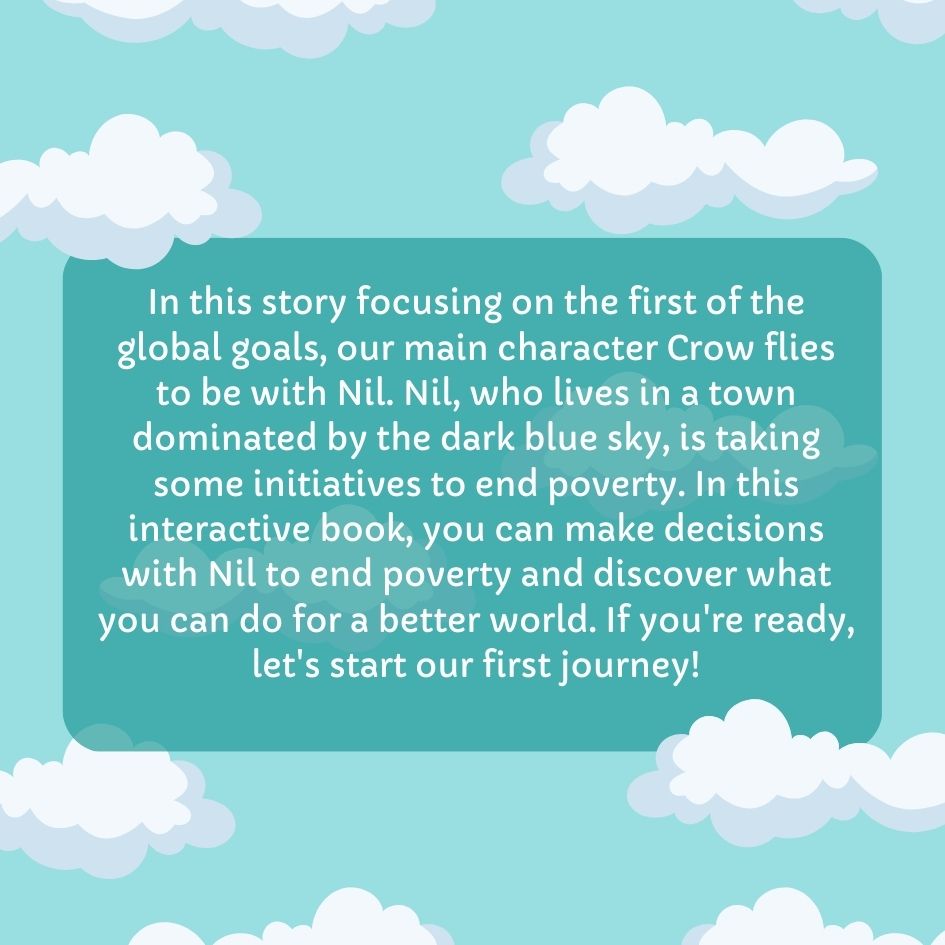 In this story focusing on the first of the
global goals, our main character Crow flies
to be with Nil. Nil, who lives in a town
dominated by the dark blue sky, is taking
some initiatives to end poverty. In this
interactive book, you can make decisions
with Nil to end poverty and discover what
you can do for a better world. If you're ready,
let's start our first journey!